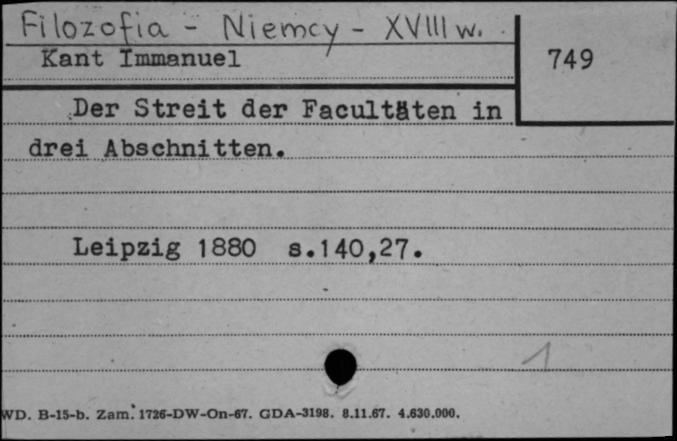 Filozofia - Niemcy - XVIII w.
Kant Immanuel
749
Der Streit der Facultäten in
drei Abschnitten.
Leipzig 1880 s.140,27.
1
WD. B-15-b. Zam. 1726-DW-On-67. GDA-3198. 8.11.67. 4.630.000.